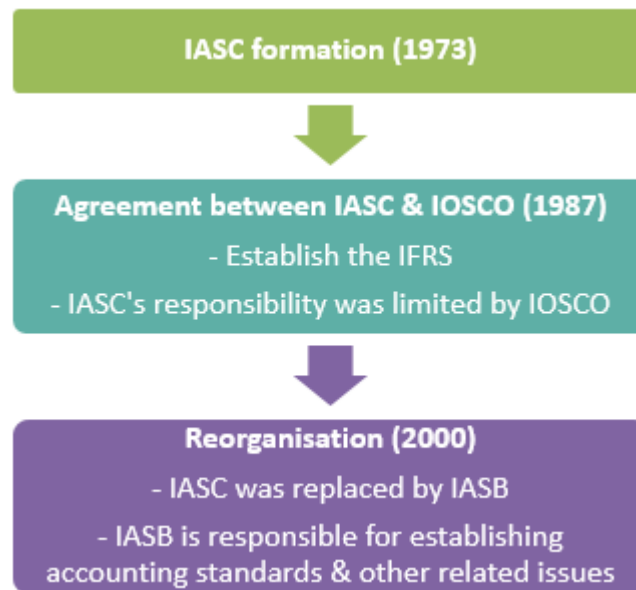 IASC formation (1973)
Agreement between IASC & IOSCO (1987)
- Establish the IFRS
- IASC's responsibility was limited by IOSCO
Reorganisation (2000)
- IASC was replaced by IASB
- IASB is responsible for establishing
accounting standards & other related issues